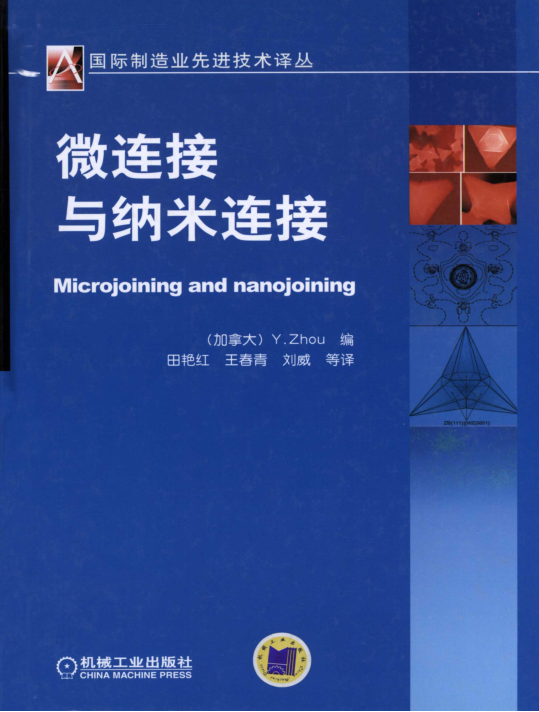 国际制造业先进技术译丛
微连接
与纳米连接
Microjoining and nanojoining
（加拿大）Y.Zhou 编
田艳红 王春青 刘威 等译
机械工业出版社
CHINA MACHINE PRESS